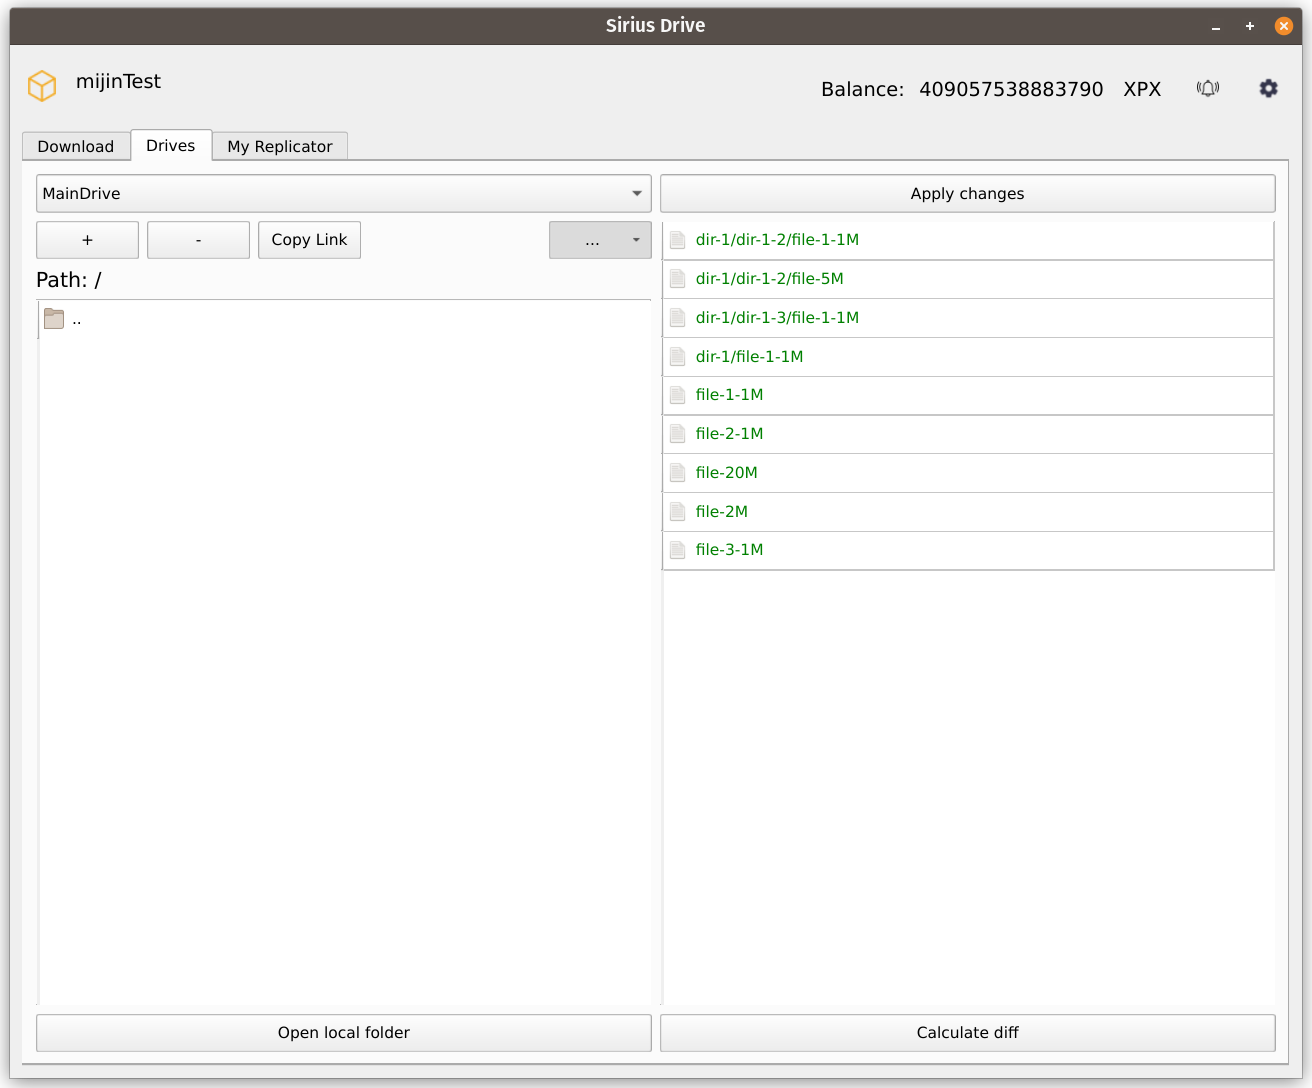 Sirius Drive
mijinTest
Balance: 409057538883790 XPX
Download Drives My Replicator
MainDrive
+ - Copy Link ...
Path: /
..
Open local folder
Apply changes
dir-1/dir-1-2/file-1-1M
dir-1/dir-1-2/file-5M
dir-1/dir-1-3/file-1-1M
dir-1/file-1-1M
file-1-1M
file-2-1M
file-20M
file-2M
file-3-1M
Calculate diff